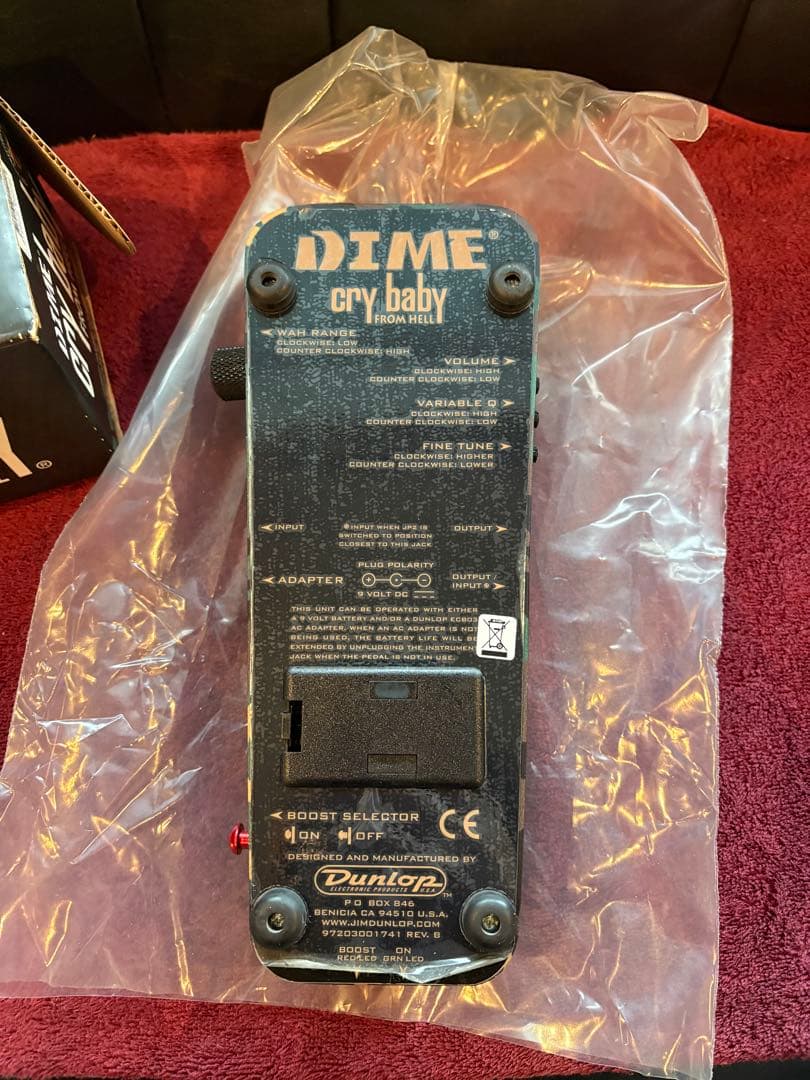 DIME®
cry baby
FROM HELL
WAH RANGE
CLOCKWISE: LOW
COUNTER CLOCKWISE: HIGH
VOLUME
CLOCKWISE: HIGH
COUNTER CLOCKWISE: LOW
VARIABLE Q
CLOCKWISE: HIGH
COUNTER CLOCKWISE: LOW
FINE TUNE
CLOCKWISE: HIGHER
COUNTER CLOCKWISE: LOWER
INPUT
INPUT WHEN JP2 IS
SWITCHED TO POSITION
CLOSEST TO THIS JACK
OUTPUT
ADAPTER
PLUG POLARITY
9 VOLT DC
OUTPUT/
INPUT
THIS UNIT CAN BE OPERATED WITH EITHER
A 9 VOLT BATTERY AND/OR A DUNLOP ECB03
AC ADAPTER. WHEN AN AC ADAPTER IS NOT
BEING USED, THE BATTERY LIFE WILL BE
EXTENDED BY UNPLUGGING THE INSTRUMENT
JACK WHEN THE PEDAL IS NOT IN USE.
BOOST SELECTOR
ON OFF
CE
DESIGNED AND MANUFACTURED BY
Dunlop™
ELECTRONIC PRODUCTS U.S.A.
P O BOX 846
BENICIA CA 94510 U.S.A.
WWW.JIMDUNLOP.COM
97203001741 REV. B
BOOST ON
RED LED GRN LED